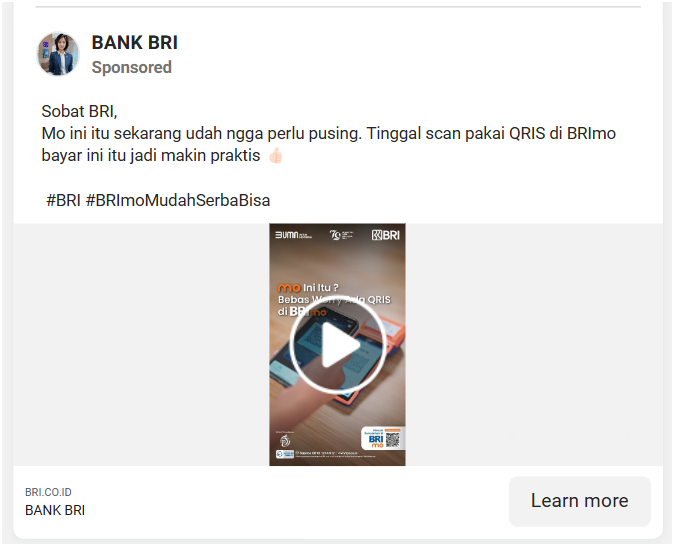 BANK BRI
Sponsored
Sobat BRI,
Mo ini itu sekarang udah ngga perlu pusing. Tinggal scan pakai QRIS di BRImo
bayar ini itu jadi makin praktis 👍🏻
#BRI #BRImoMudahSerbaBisa
BUMN
BRI
mo Ini Itu ?
Bebas Worry Ada QRIS
di BRImo
BRI
mo
BRI.CO.ID
BANK BRI
Learn more